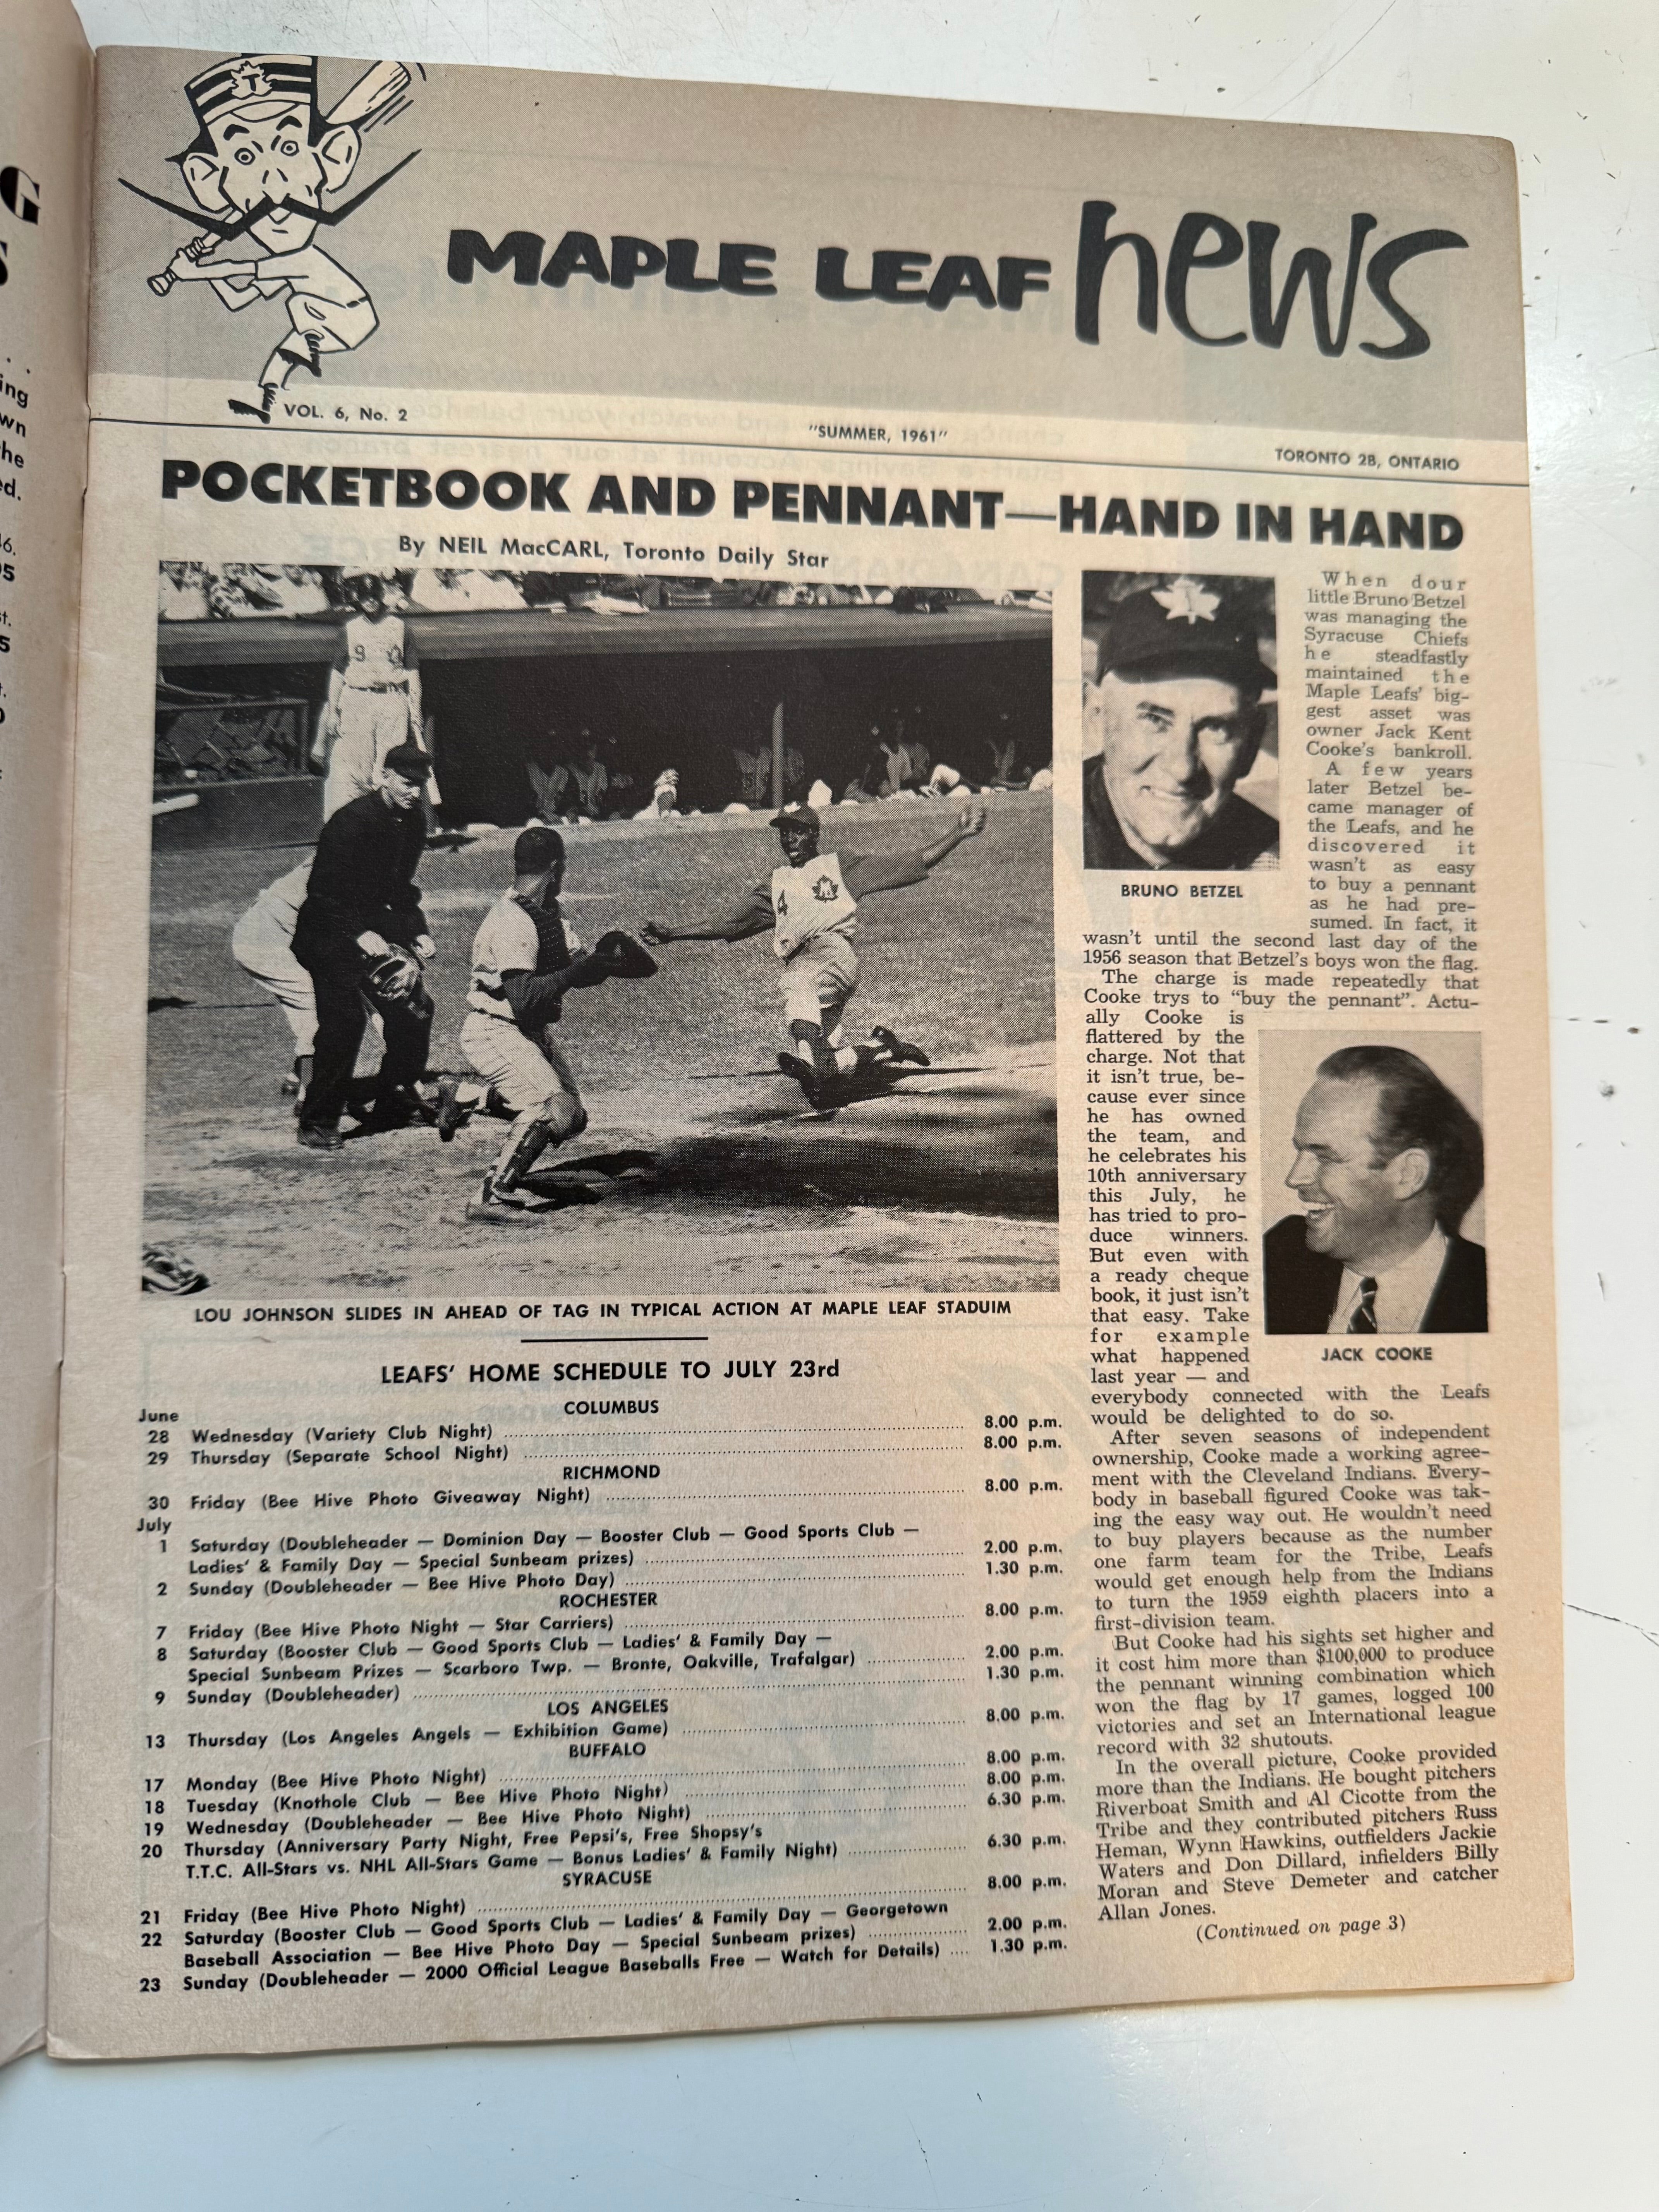 G
S
ing
wn
he
ed.
T
MAPLE LEAF news
VOL. 6, No. 2
"SUMMER, 1961"
TORONTO 2B, ONTARIO
POCKETBOOK AND PENNANT—HAND IN HAND
By NEIL MacCARL, Toronto Daily Star
9
4
M
LOU JOHNSON SLIDES IN AHEAD OF TAG IN TYPICAL ACTION AT MAPLE LEAF STADUIM
LEAFS' HOME SCHEDULE TO JULY 23rd
COLUMBUS
June
28 Wednesday (Variety Club Night) 8.00 p.m.
29 Thursday (Separate School Night) 8.00 p.m.
RICHMOND
30 Friday (Bee Hive Photo Giveaway Night) 8.00 p.m.
July
1 Saturday (Doubleheader — Dominion Day — Booster Club — Good Sports Club —
Ladies' & Family Day — Special Sunbeam prizes) 2.00 p.m.
2 Sunday (Doubleheader — Bee Hive Photo Day) 1.30 p.m.
ROCHESTER
7 Friday (Bee Hive Photo Night — Star Carriers) 8.00 p.m.
8 Saturday (Booster Club — Good Sports Club — Ladies' & Family Day —
Special Sunbeam Prizes — Scarboro Twp. — Bronte, Oakville, Trafalgar) 2.00 p.m.
9 Sunday (Doubleheader) 1.30 p.m.
LOS ANGELES
13 Thursday (Los Angeles Angels — Exhibition Game) 8.00 p.m.
BUFFALO
17 Monday (Bee Hive Photo Night) 8.00 p.m.
18 Tuesday (Knothole Club — Bee Hive Photo Night) 8.00 p.m.
19 Wednesday (Doubleheader — Bee Hive Photo Night) 6.30 p.m.
20 Thursday (Anniversary Party Night, Free Pepsi's, Free Shopsy's
T.T.C. All-Stars vs. NHL All-Stars Game — Bonus Ladies' & Family Night) 6.30 p.m.
SYRACUSE
21 Friday (Bee Hive Photo Night) 8.00 p.m.
22 Saturday (Booster Club — Good Sports Club — Ladies' & Family Day — Georgetown
Baseball Association — Bee Hive Photo Day — Special Sunbeam prizes) 2.00 p.m.
23 Sunday (Doubleheader — 2000 Official League Baseballs Free — Watch for Details) 1.30 p.m.
BRUNO BETZEL
When dour
little Bruno Betzel
was managing the
Syracuse Chiefs
he steadfastly
maintained the
Maple Leafs' big-
gest asset was
owner Jack Kent
Cooke's bankroll.
A few years
later Betzel be-
came manager of
the Leafs, and he
discovered it
wasn't as easy
to buy a pennant
as he had pre-
sumed. In fact, it
wasn't until the second last day of the
1956 season that Betzel's boys won the flag.
The charge is made repeatedly that
Cooke trys to "buy the pennant". Actu-
ally Cooke is
flattered by the
charge. Not that
it isn't true, be-
cause ever since
he has owned
the team, and
he celebrates his
10th anniversary
this July, he
has tried to pro-
duce winners.
But even with
a ready cheque
book, it just isn't
that easy. Take
for example
what happened
last year — and
JACK COOKE
everybody connected with the Leafs
would be delighted to do so.
After seven seasons of independent
ownership, Cooke made a working agree-
ment with the Cleveland Indians. Every-
body in baseball figured Cooke was tak-
ing the easy way out. He wouldn't need
to buy players because as the number
one farm team for the Tribe, Leafs
would get enough help from the Indians
to turn the 1959 eighth placers into a
first-division team.
But Cooke had his sights set higher and
it cost him more than $100,000 to produce
the pennant winning combination which
won the flag by 17 games, logged 100
victories and set an International league
record with 32 shutouts.
In the overall picture, Cooke provided
more than the Indians. He bought pitchers
Riverboat Smith and Al Cicotte from the
Tribe and they contributed pitchers Russ
Heman, Wynn Hawkins, outfielders Jackie
Waters and Don Dillard, infielders Billy
Moran and Steve Demeter and catcher
Allan Jones.
(Continued on page 3)